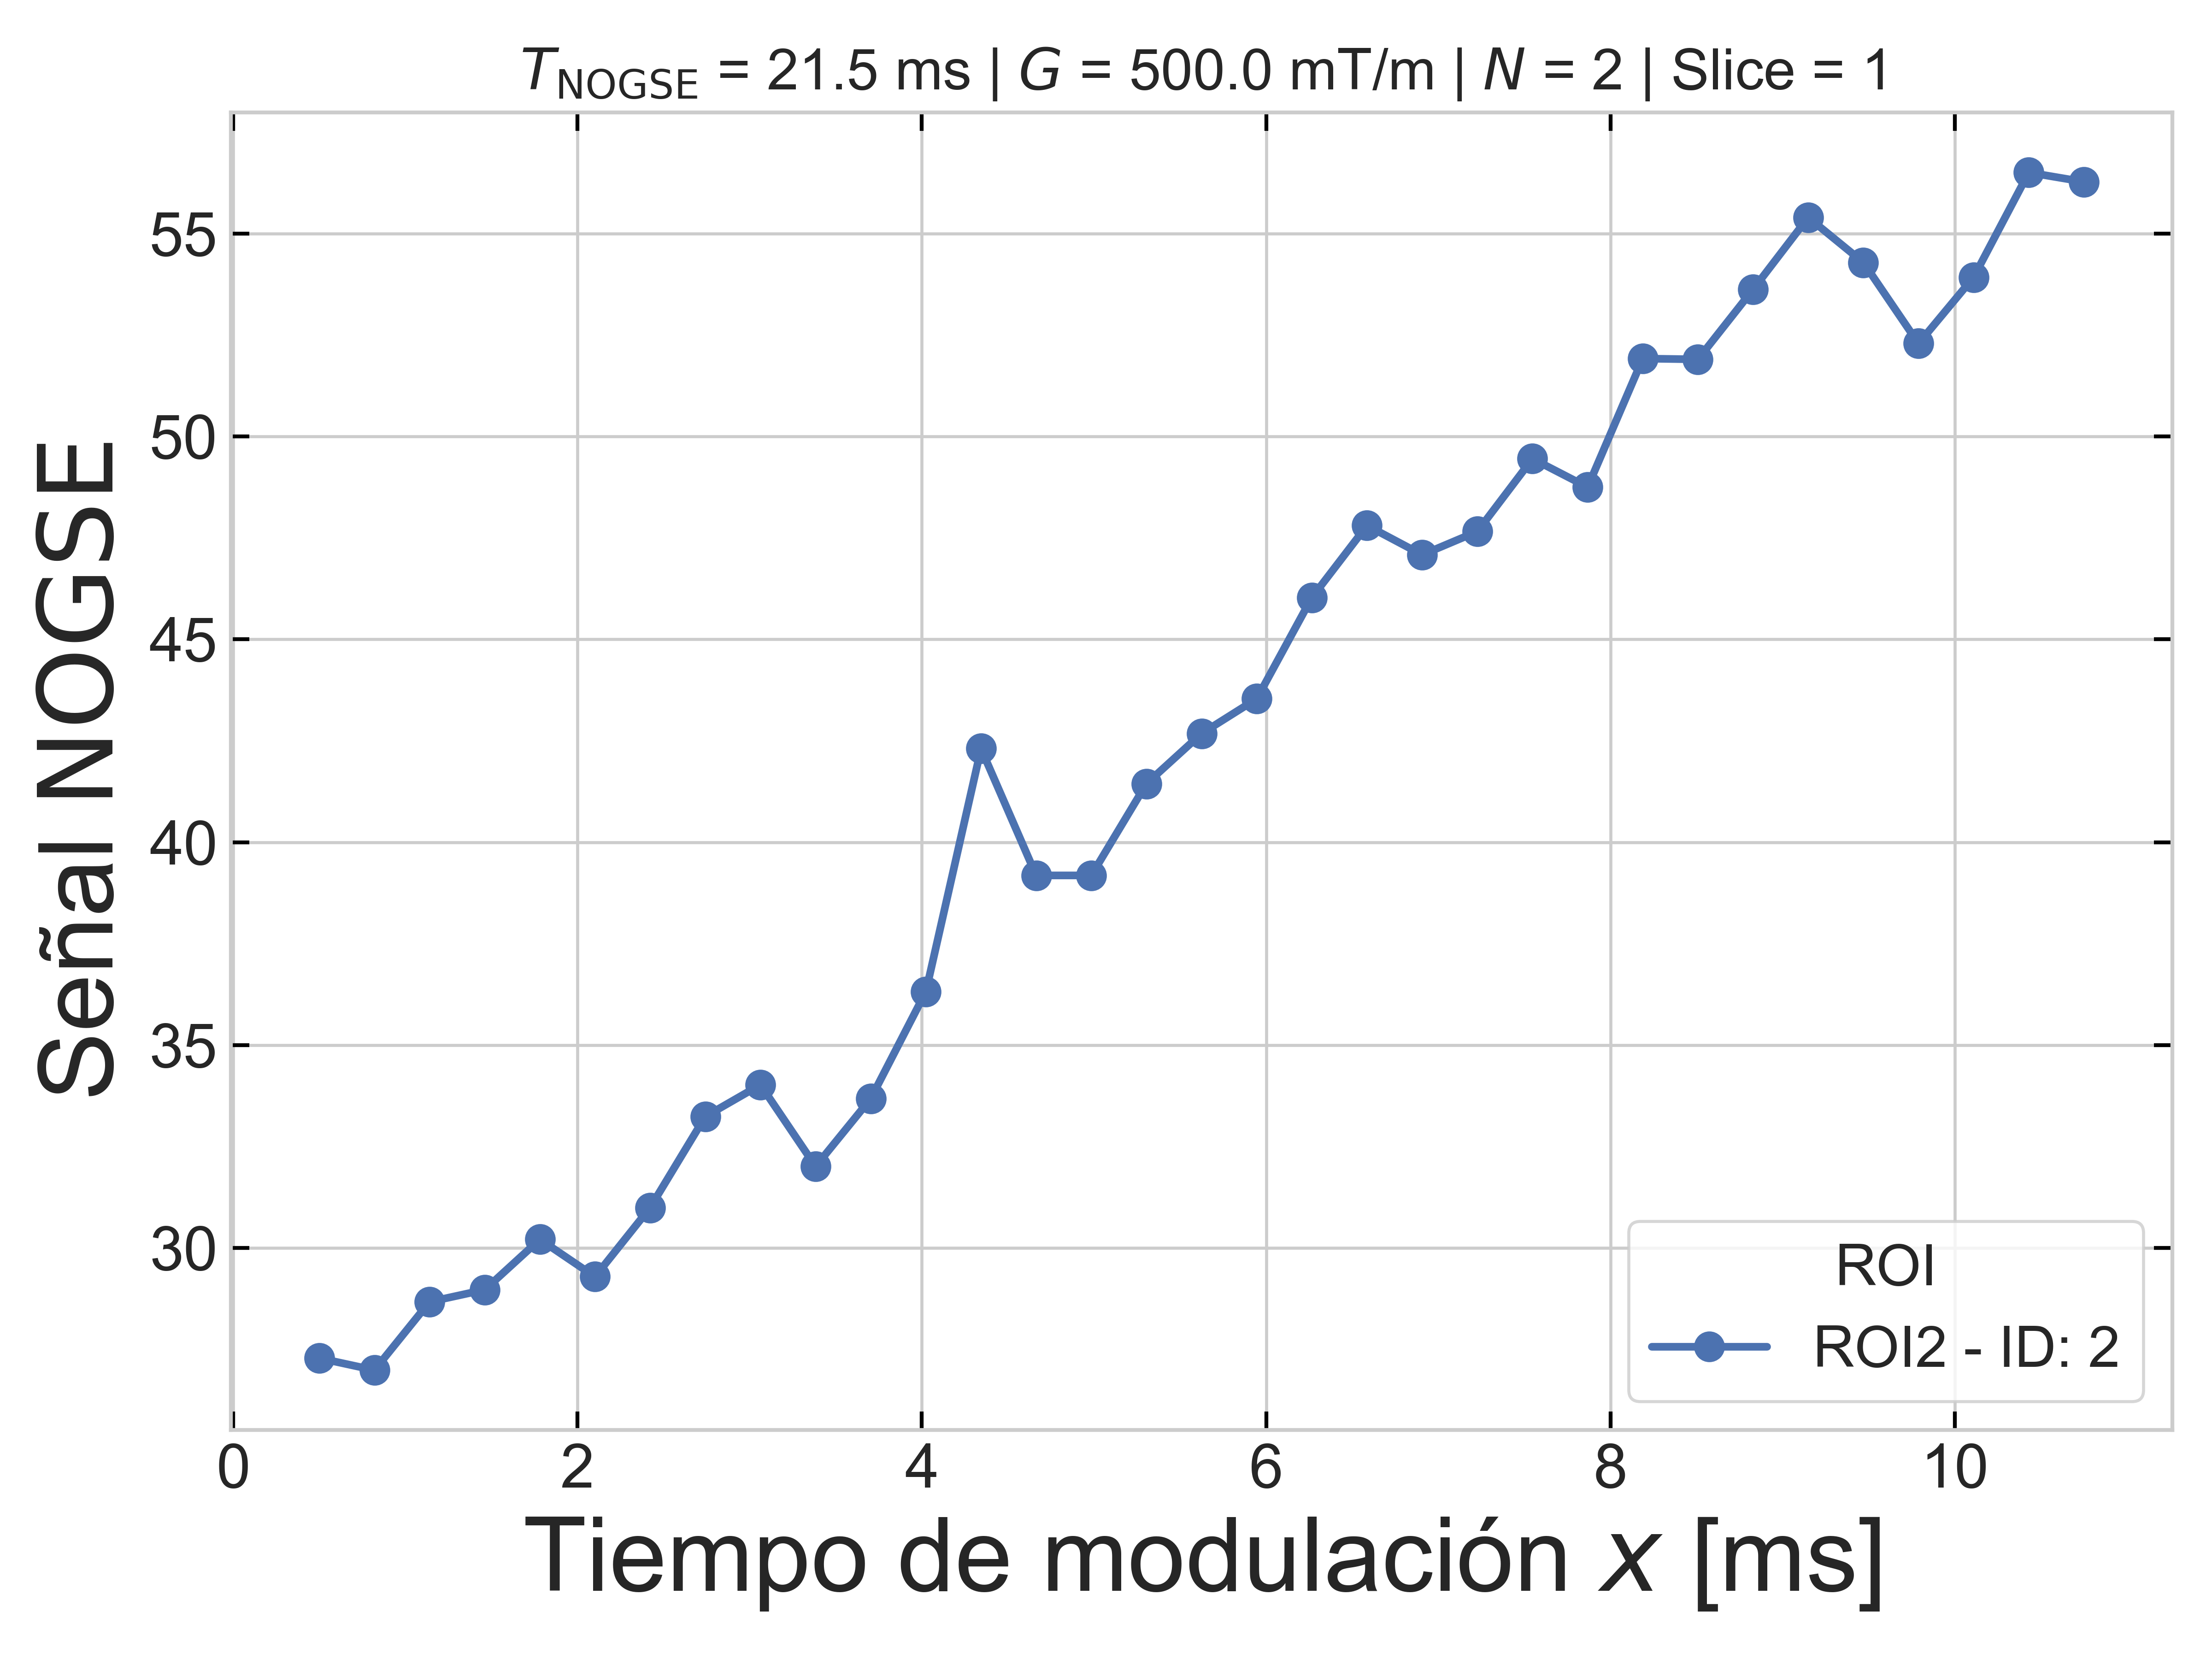 T_NOGSE = 21.5 ms | G = 500.0 mT/m | N = 2 | Slice = 1
Señal NOGSE
55
50
45
40
35
30
ROI
ROI2 - ID: 2
0 2 4 6 8 10
Tiempo de modulación x [ms]